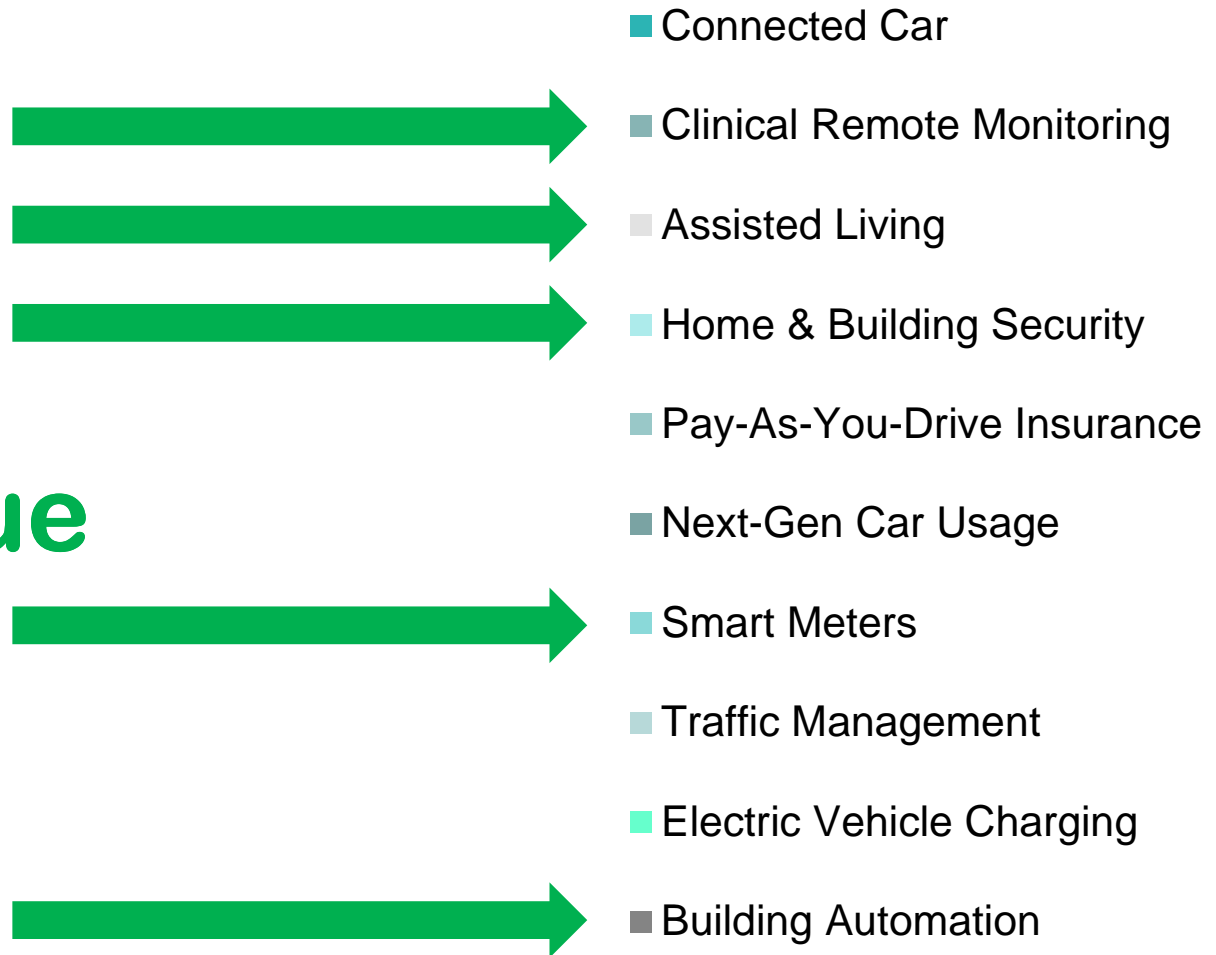 Connected Car
Clinical Remote Monitoring
Assisted Living
Home & Building Security
Pay-As-You-Drive Insurance
ue
Next-Gen Car Usage
Smart Meters
Traffic Management
Electric Vehicle Charging
Building Automation